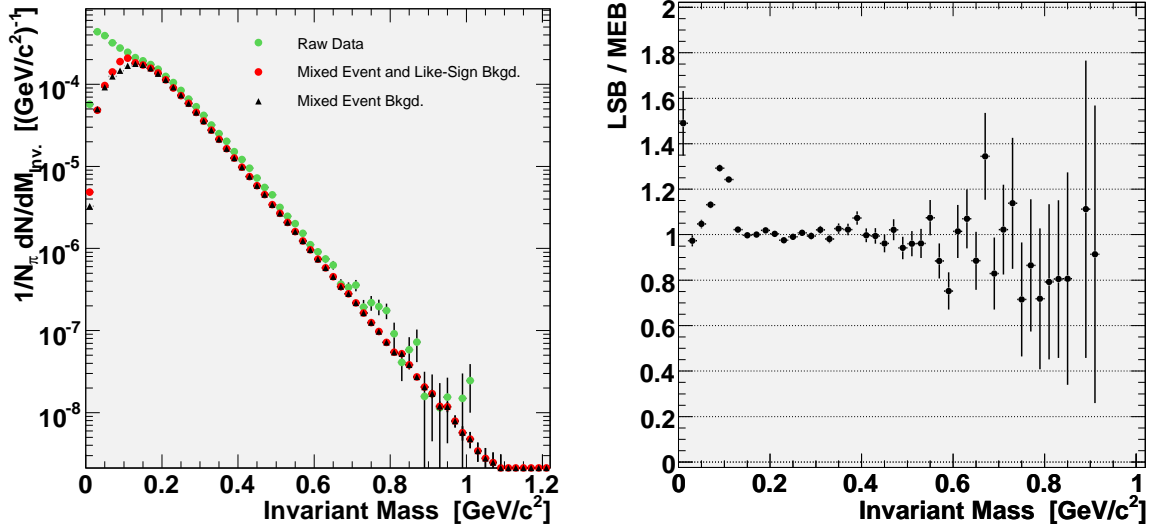 1/N_π dN/dM_Inv. [(GeV/c²)⁻¹]
10⁻⁴
10⁻⁵
10⁻⁶
10⁻⁷
10⁻⁸
Raw Data
Mixed Event and Like-Sign Bkgd.
Mixed Event Bkgd.
0 0.2 0.4 0.6 0.8 1 1.2
Invariant Mass [GeV/c²]
LSB / MEB
2
1.8
1.6
1.4
1.2
1
0.8
0.6
0.4
0.2
0
0 0.2 0.4 0.6 0.8 1
Invariant Mass [GeV/c²]